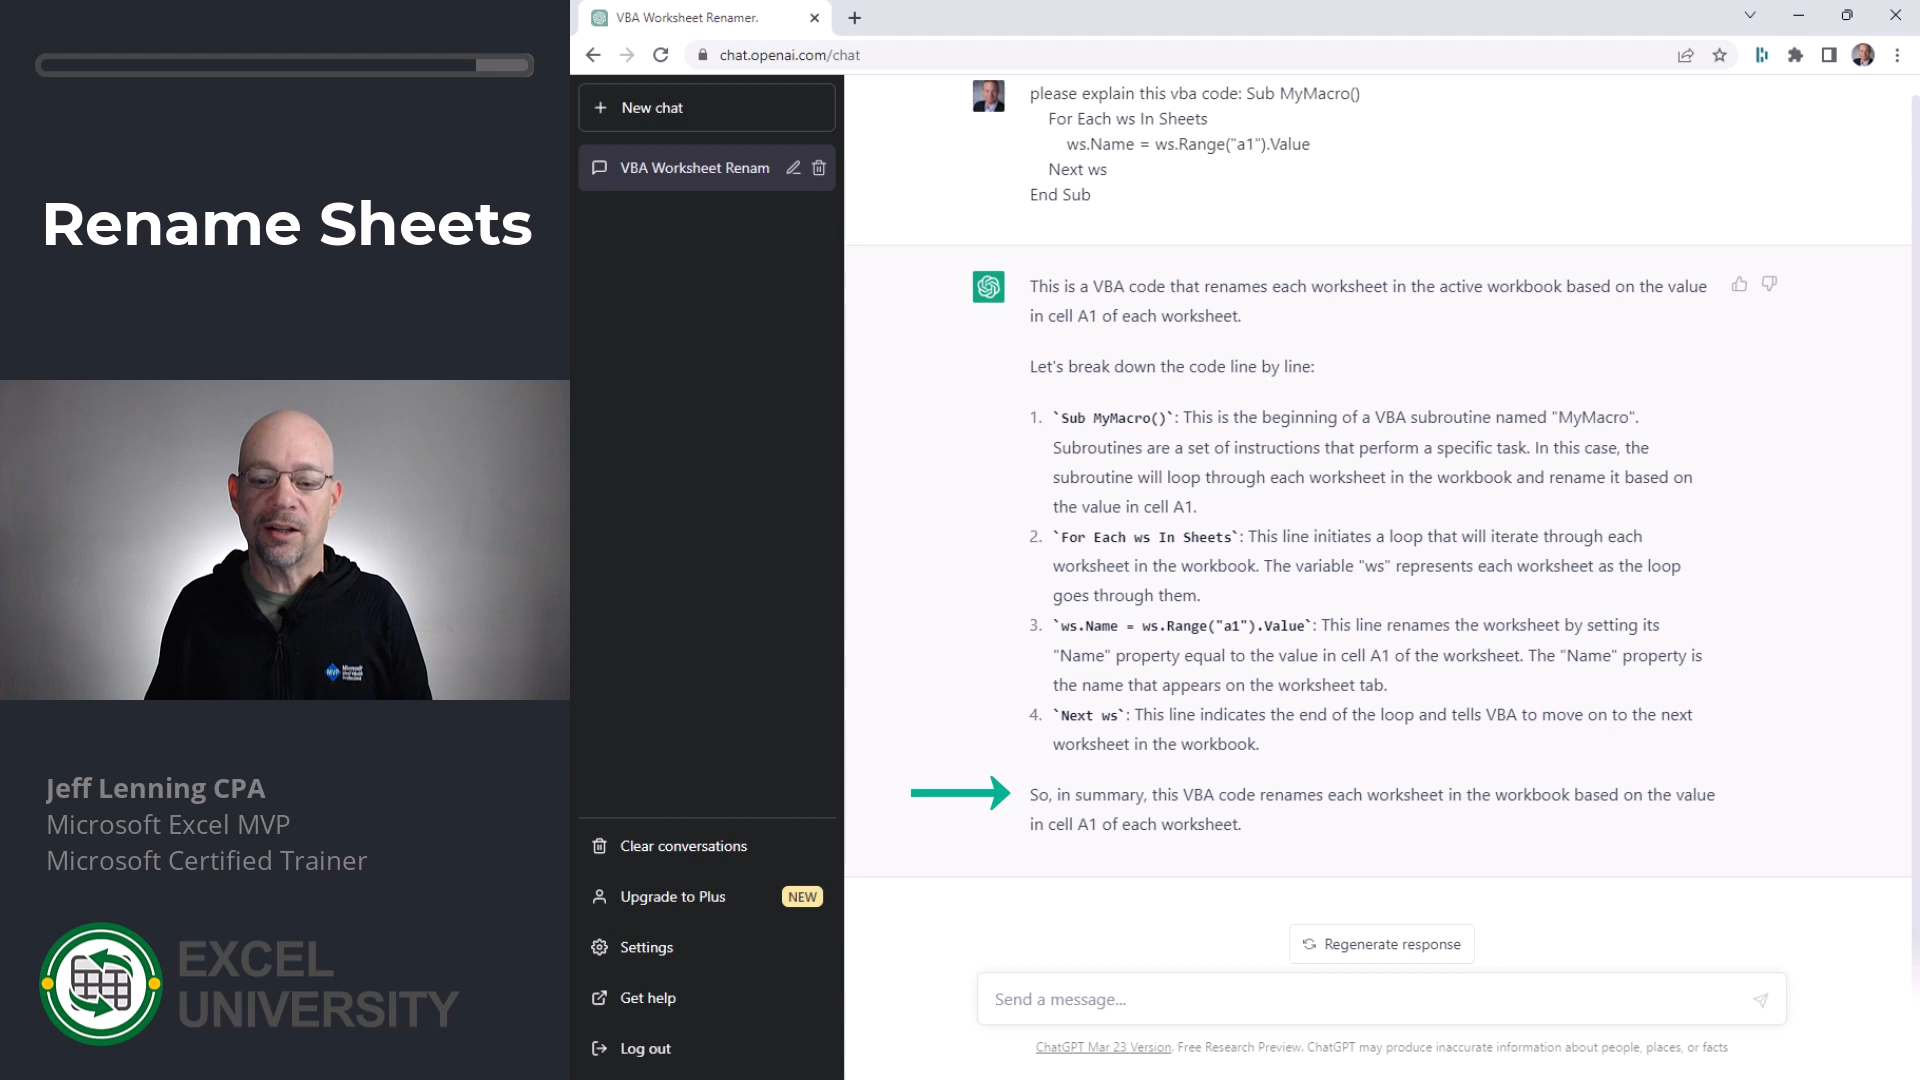 Rename Sheets
MVP
Microsoft
Jeff Lenning CPA
Microsoft Excel MVP
Microsoft Certified Trainer
EXCEL
UNIVERSITY
VBA Worksheet Renamer.
chat.openai.com/chat
New chat
VBA Worksheet Renam
Clear conversations
Upgrade to Plus NEW
Settings
Get help
Log out
please explain this vba code: Sub MyMacro()
For Each ws In Sheets
ws.Name = ws.Range("a1").Value
Next ws
End Sub
This is a VBA code that renames each worksheet in the active workbook based on the value
in cell A1 of each worksheet.
Let's break down the code line by line:
1. `Sub MyMacro()`: This is the beginning of a VBA subroutine named "MyMacro".
Subroutines are a set of instructions that perform a specific task. In this case, the
subroutine will loop through each worksheet in the workbook and rename it based on
the value in cell A1.
2. `For Each ws In Sheets`: This line initiates a loop that will iterate through each
worksheet in the workbook. The variable "ws" represents each worksheet as the loop
goes through them.
3. `ws.Name = ws.Range("a1").Value`: This line renames the worksheet by setting its
"Name" property equal to the value in cell A1 of the worksheet. The "Name" property is
the name that appears on the worksheet tab.
4. `Next ws`: This line indicates the end of the loop and tells VBA to move on to the next
worksheet in the workbook.
So, in summary, this VBA code renames each worksheet in the workbook based on the value
in cell A1 of each worksheet.
Regenerate response
Send a message...
ChatGPT Mar 23 Version. Free Research Preview. ChatGPT may produce inaccurate information about people, places, or facts